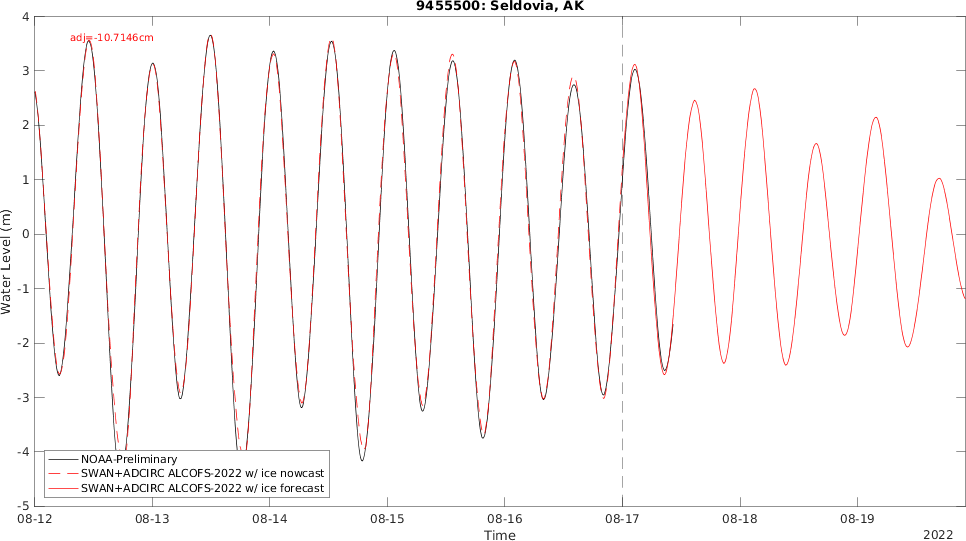 9455500: Seldovia, AK
adj=-10.7146cm
4
3
2
1
0
-1
-2
-3
-4
-5
Water Level (m)
NOAA-Preliminary
SWAN+ADCIRC ALCOFS-2022 w/ ice nowcast
SWAN+ADCIRC ALCOFS-2022 w/ ice forecast
08-12 08-13 08-14 08-15 08-16 08-17 08-18 08-19
Time
2022